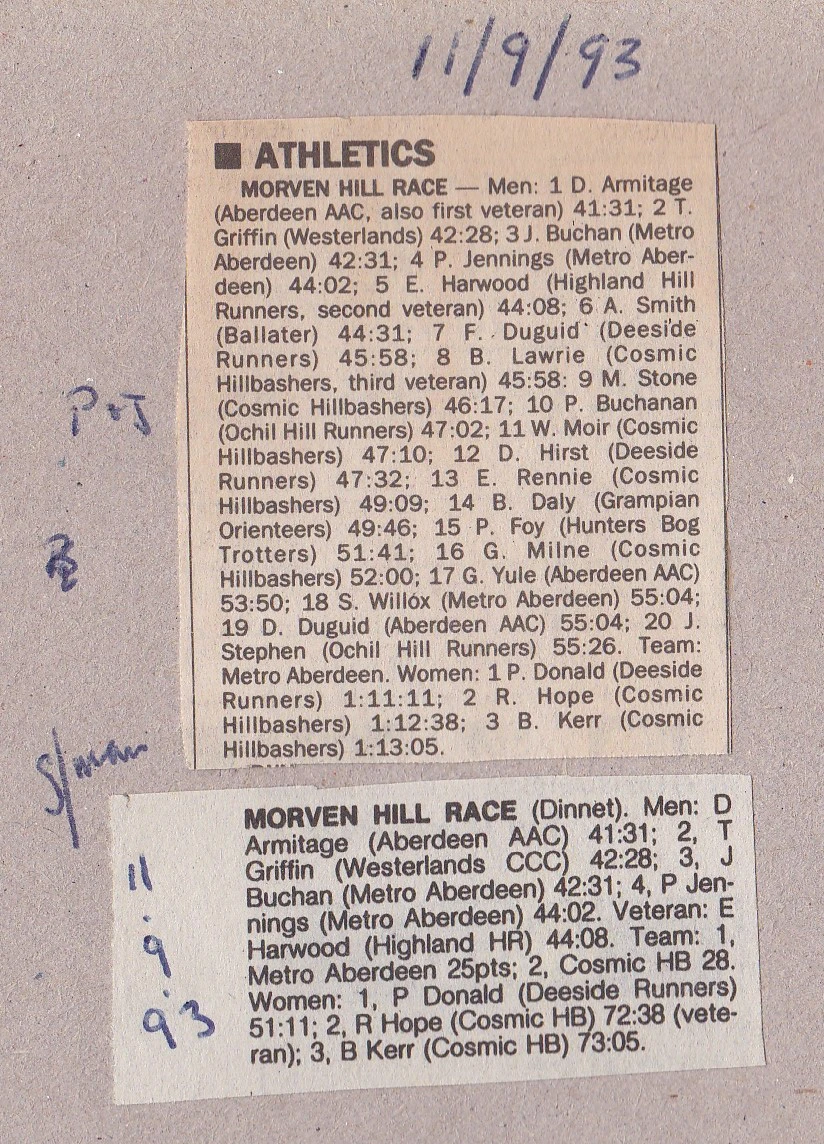 11/9/93
■ ATHLETICS
MORVEN HILL RACE — Men: 1 D. Armitage
(Aberdeen AAC, also first veteran) 41:31; 2 T.
Griffin (Westerlands) 42:28; 3 J. Buchan (Metro
Aberdeen) 42:31; 4 P. Jennings (Metro Aber-
deen) 44:02; 5 E. Harwood (Highland Hill
Runners, second veteran) 44:08; 6 A. Smith
(Ballater) 44:31; 7 F. Duguid (Deeside
Runners) 45:58; 8 B. Lawrie (Cosmic
Hillbashers, third veteran) 45:58: 9 M. Stone
(Cosmic Hillbashers) 46:17; 10 P. Buchanan
(Ochil Hill Runners) 47:02; 11 W. Moir (Cosmic
Hillbashers) 47:10; 12 D. Hirst (Deeside
Runners) 47:32; 13 E. Rennie (Cosmic
Hillbashers) 49:09; 14 B. Daly (Grampian
Orienteers) 49:46; 15 P. Foy (Hunters Bog
Trotters) 51:41; 16 G. Milne (Cosmic
Hillbashers) 52:00; 17 G. Yule (Aberdeen AAC)
53:50; 18 S. Willox (Metro Aberdeen) 55:04;
19 D. Duguid (Aberdeen AAC) 55:04; 20 J.
Stephen (Ochil Hill Runners) 55:26. Team:
Metro Aberdeen. Women: 1 P. Donald (Deeside
Runners) 1:11:11; 2 R. Hope (Cosmic
Hillbashers) 1:12:38; 3 B. Kerr (Cosmic
Hillbashers) 1:13:05.
P+J
S/man
11
9
93
MORVEN HILL RACE (Dinnet). Men: D
Armitage (Aberdeen AAC) 41:31; 2, T
Griffin (Westerlands CCC) 42:28; 3, J
Buchan (Metro Aberdeen) 42:31; 4, P Jen-
nings (Metro Aberdeen) 44:02. Veteran: E
Harwood (Highland HR) 44:08. Team: 1,
Metro Aberdeen 25pts; 2, Cosmic HB 28.
Women: 1, P Donald (Deeside Runners)
51:11; 2, R Hope (Cosmic HB) 72:38 (vete-
ran); 3, B Kerr (Cosmic HB) 73:05.